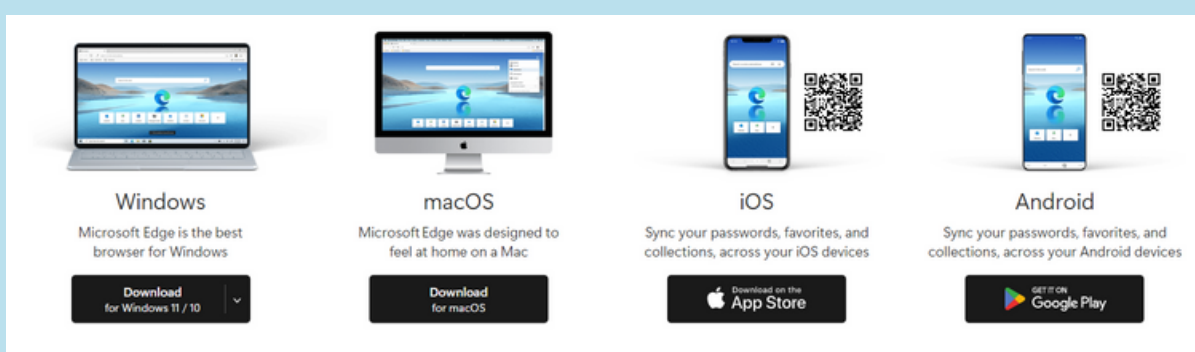 Windows
Microsoft Edge is the best
browser for Windows
Download
for Windows 11 / 10
macOS
Microsoft Edge was designed to
feel at home on a Mac
Download
for macOS
iOS
Sync your passwords, favorites, and
collections, across your iOS devices
Download on the
App Store
Android
Sync your passwords, favorites, and
collections, across your Android devices
GET IT ON
Google Play